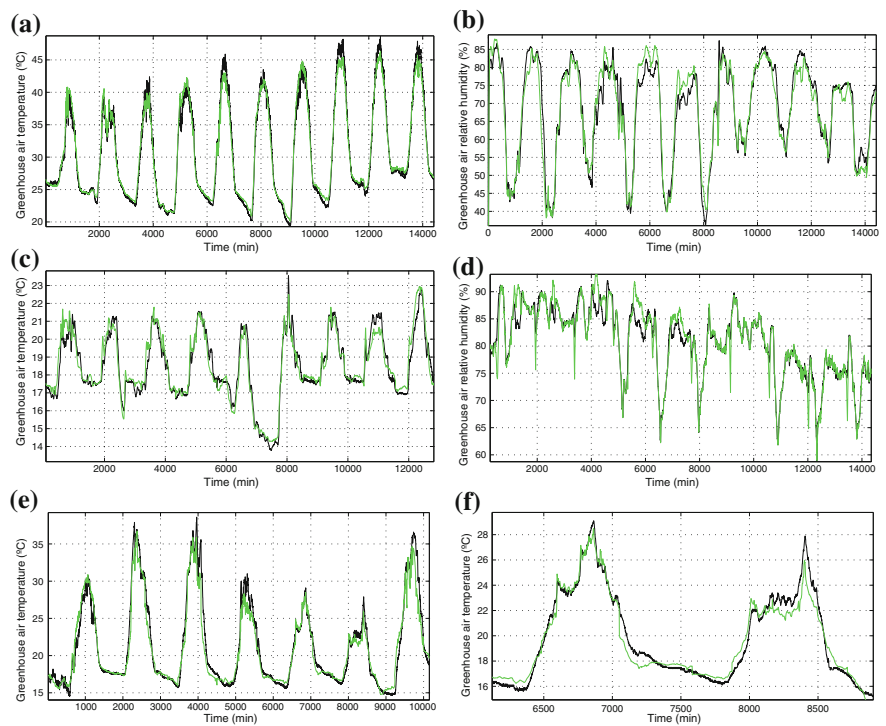 (a)
Greenhouse air temperature (ºC)
45
40
35
30
25
20
2000 4000 6000 8000 10000 12000 14000
Time (min)
(b)
Greenhouse air relative humidity (%)
85
80
75
70
65
60
55
50
45
40
0 2000 4000 6000 8000 10000 12000 14000
Time (min)
(c)
Greenhouse air temperature (ºC)
23
22
21
20
19
18
17
16
15
14
2000 4000 6000 8000 10000 12000
Time (min)
(d)
Greenhouse air relative humidity (%)
90
85
80
75
70
65
60
2000 4000 6000 8000 10000 12000 14000
Time (min)
(e)
Greenhouse air temperature (ºC)
35
30
25
20
15
1000 2000 3000 4000 5000 6000 7000 8000 9000 10000
Time (min)
(f)
Greenhouse air temperature (ºC)
28
26
24
22
20
18
16
6500 7000 7500 8000 8500
Time (min)